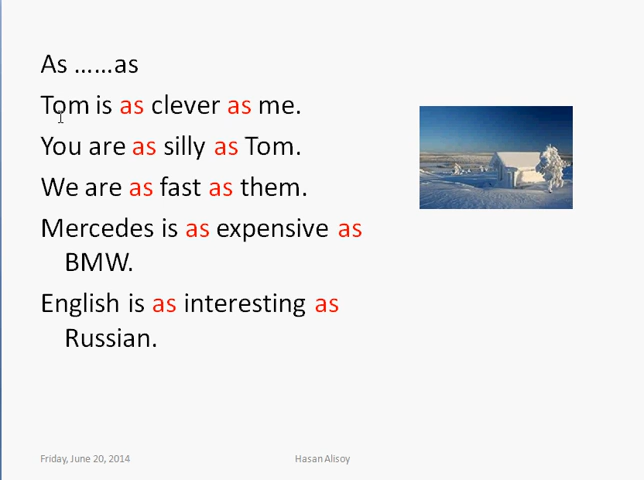 As ……as
Tom is as clever as me.
You are as silly as Tom.
We are as fast as them.
Mercedes is as expensive as
BMW.
English is as interesting as
Russian.
Friday, June 20, 2014
Hasan Alisoy